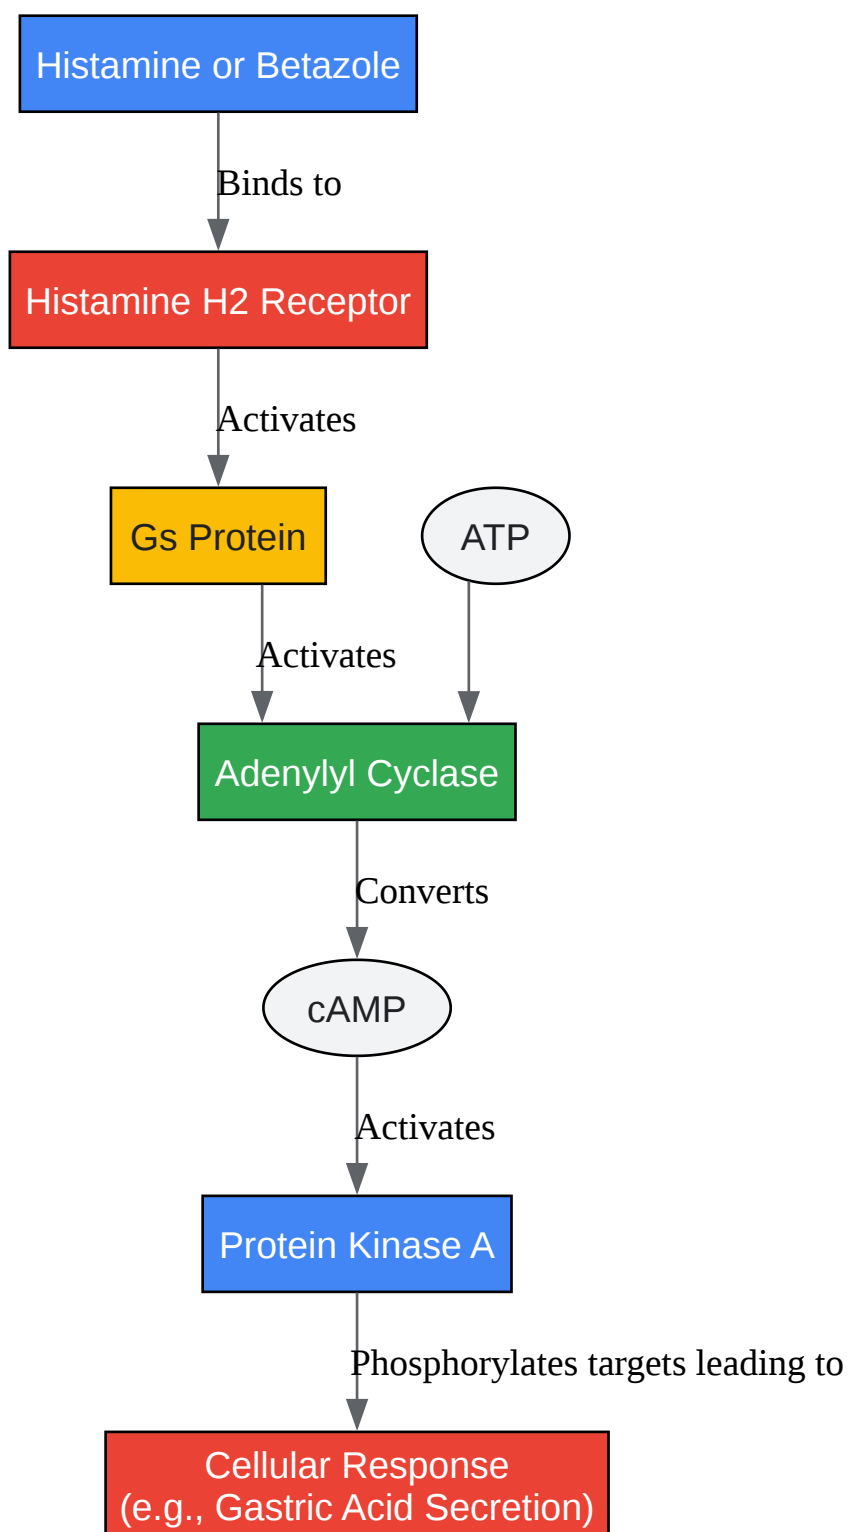 Histamine or Betazole
Binds to
Histamine H2 Receptor
Activates
Gs Protein
ATP
Activates
Adenylyl Cyclase
Converts
cAMP
Activates
Protein Kinase A
Phosphorylates targets leading to
Cellular Response
(e.g., Gastric Acid Secretion)